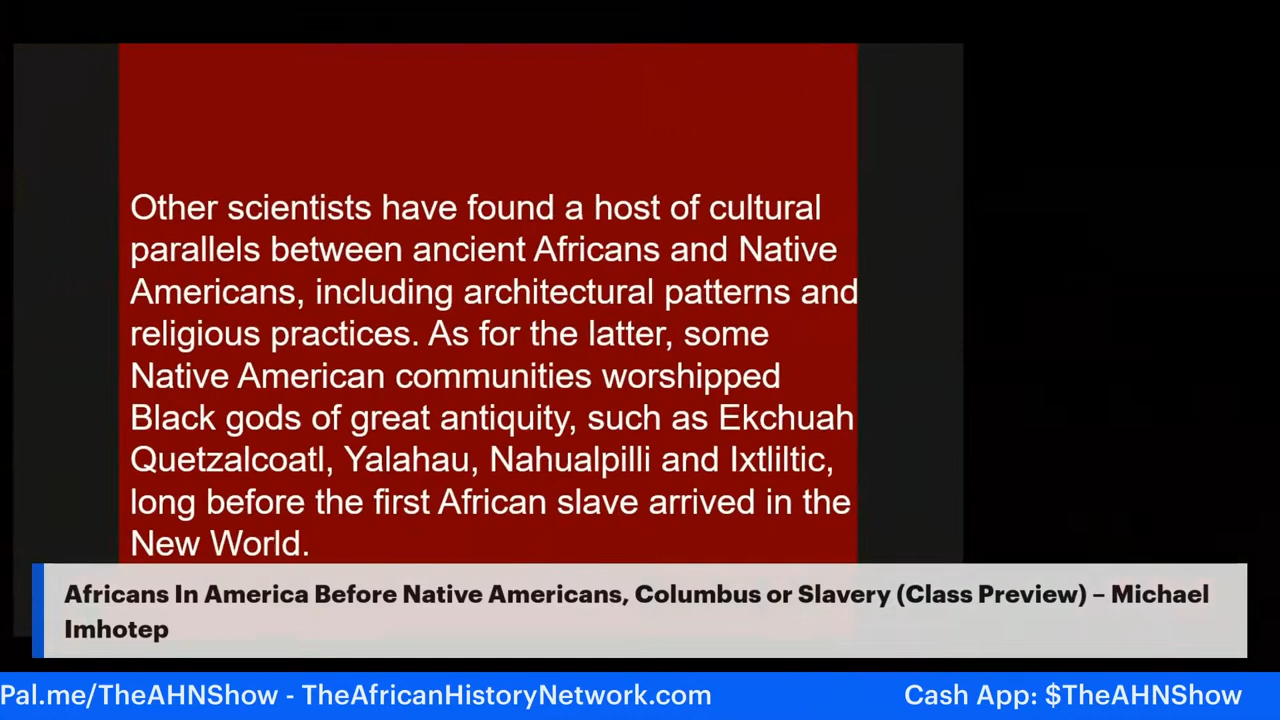 Other scientists have found a host of cultural
parallels between ancient Africans and Native
Americans, including architectural patterns and
religious practices. As for the latter, some
Native American communities worshipped
Black gods of great antiquity, such as Ekchuah
Quetzalcoatl, Yalahau, Nahualpilli and Ixtliltic,
long before the first African slave arrived in the
New World.
Africans In America Before Native Americans, Columbus or Slavery (Class Preview) – Michael
Imhotep
Pal.me/TheAHNShow - TheAfricanHistoryNetwork.com
Cash App: $TheAHNShow